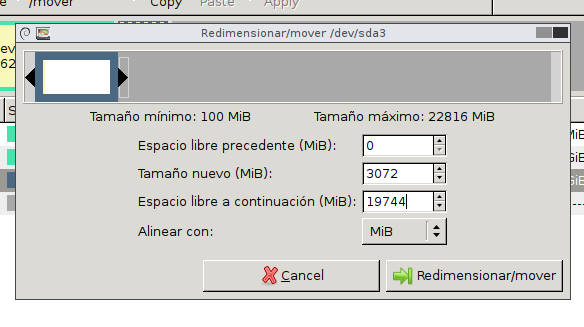 /mover Copy Paste Apply
Redimensionar/mover /dev/sda3
Tamaño mínimo: 100 MiB Tamaño máximo: 22816 MiB
Espacio libre precedente (MiB): 0
Tamaño nuevo (MiB): 3072
Espacio libre a continuación (MiB): 19744
Alinear con: MiB
Cancel Redimensionar/mover